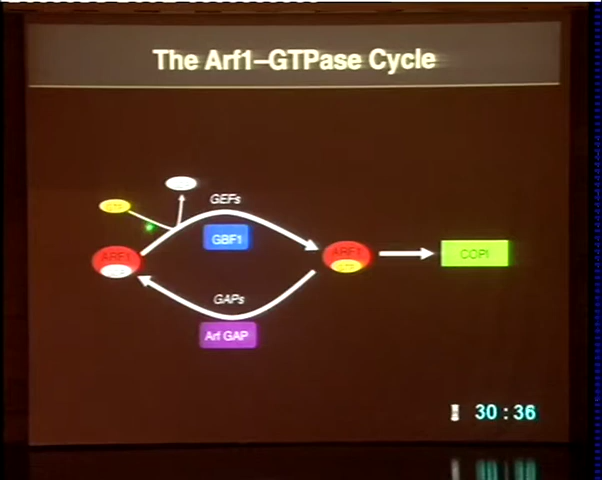 The Arf1–GTPase Cycle
GEFs
GBF1
ARF1
ARF1
COPI
GAPs
Arf GAP
30:36